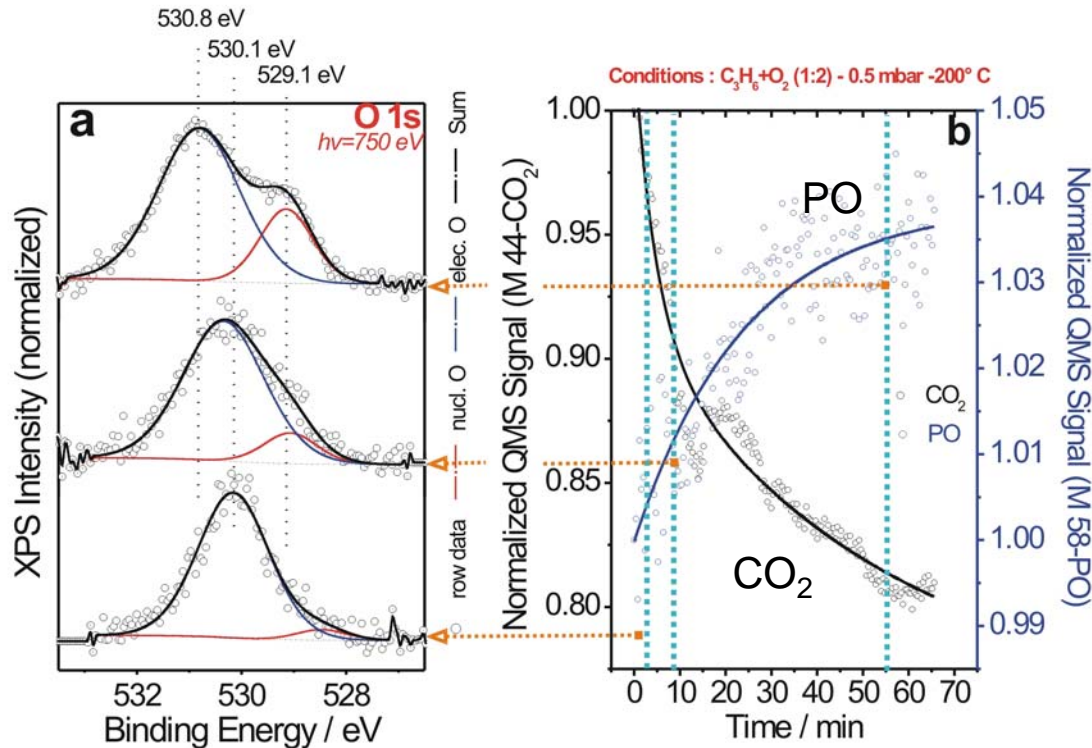 530.8 eV
530.1 eV
529.1 eV
a
O 1s
hv=750 eV
XPS Intensity (normalized)
532
530
528
Binding Energy / eV
row data
nucl. O
elec. O
Sum
Conditions : C₃H₆+O₂ (1:2) - 0.5 mbar -200° C
b
Normalized QMS Signal (M 44-CO₂)
1.00
0.95
0.90
0.85
0.80
PO
CO₂
CO₂
PO
1.05
1.04
1.03
1.02
1.01
1.00
0.99
Normalized QMS Signal (M 58-PO)
0 10 20 30 40 50 60 70
Time / min